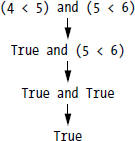 (4 < 5) and (5 < 6)
True and (5 < 6)
True and True
True